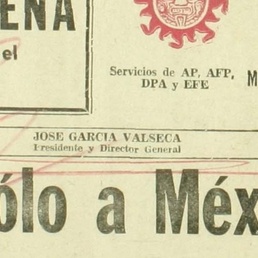 ENA
el
Servicios de AP, AFP,
DPA y EFE
M
JOSE GARCIA VALSECA
Presidente y Director General
ólo a Méx